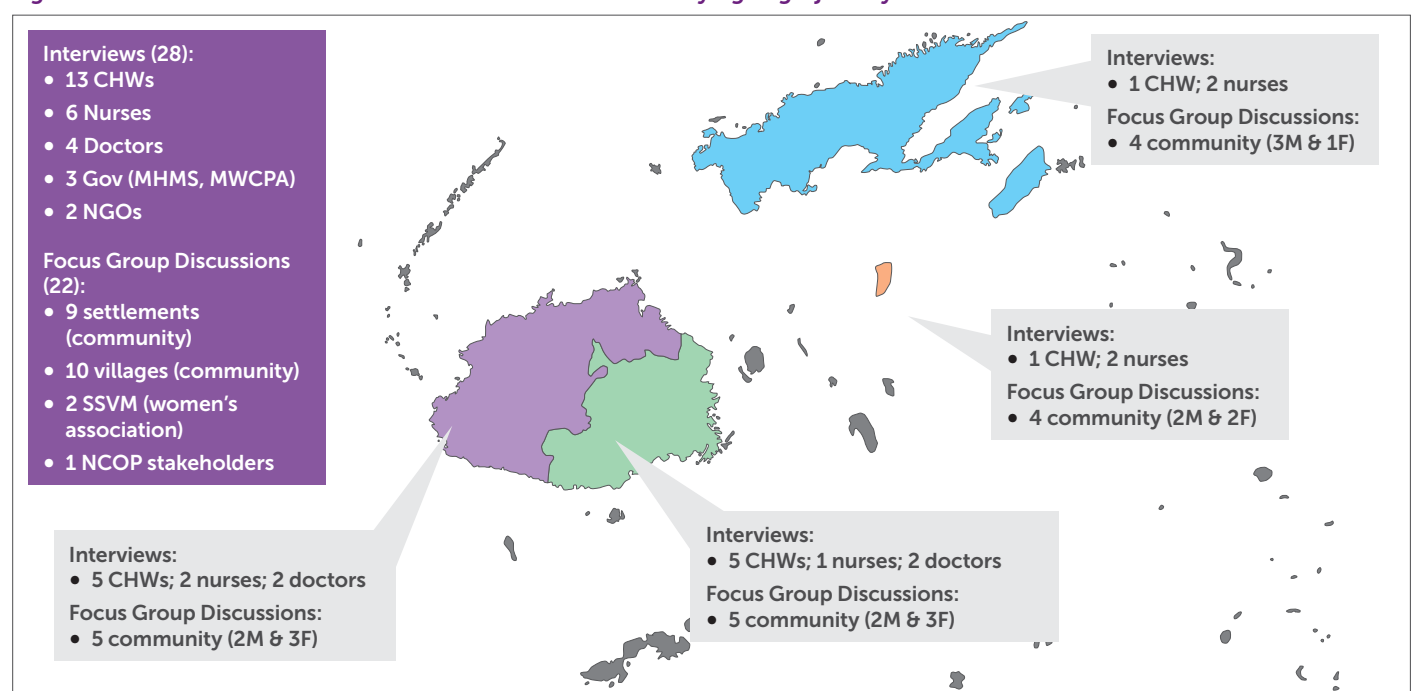 Interviews (28):
• 13 CHWs
• 6 Nurses
• 4 Doctors
• 3 Gov (MHMS, MWCPA)
• 2 NGOs
Focus Group Discussions
(22):
• 9 settlements
(community)
• 10 villages (community)
• 2 SSVM (women's
association)
• 1 NCOP stakeholders
Interviews:
• 1 CHW; 2 nurses
Focus Group Discussions:
• 4 community (3M & 1F)
Interviews:
• 1 CHW; 2 nurses
Focus Group Discussions:
• 4 community (2M & 2F)
Interviews:
• 5 CHWs; 2 nurses; 2 doctors
Focus Group Discussions:
• 5 community (2M & 3F)
Interviews:
• 5 CHWs; 1 nurses; 2 doctors
Focus Group Discussions:
• 5 community (2M & 3F)